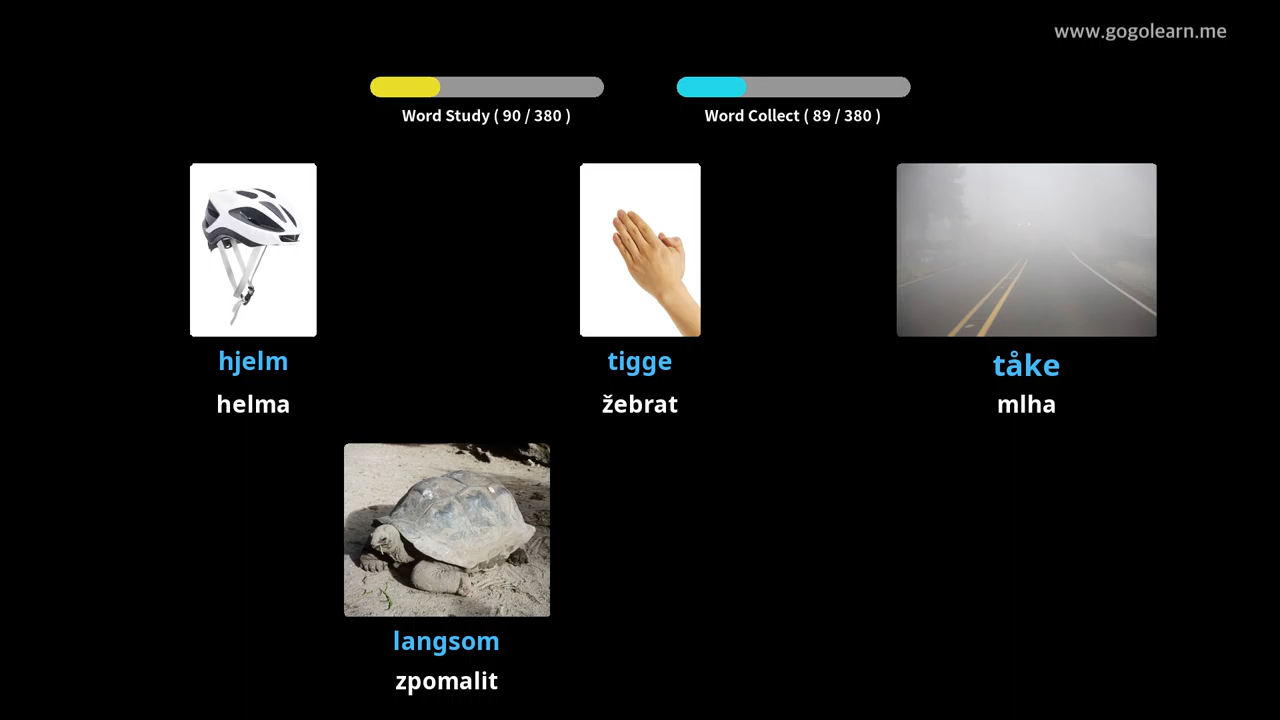 www.gogolearn.me
Word Study ( 90 / 380 )
Word Collect ( 89 / 380 )
hjelm
helma
tigge
žebrat
tåke
mlha
langsom
zpomalit